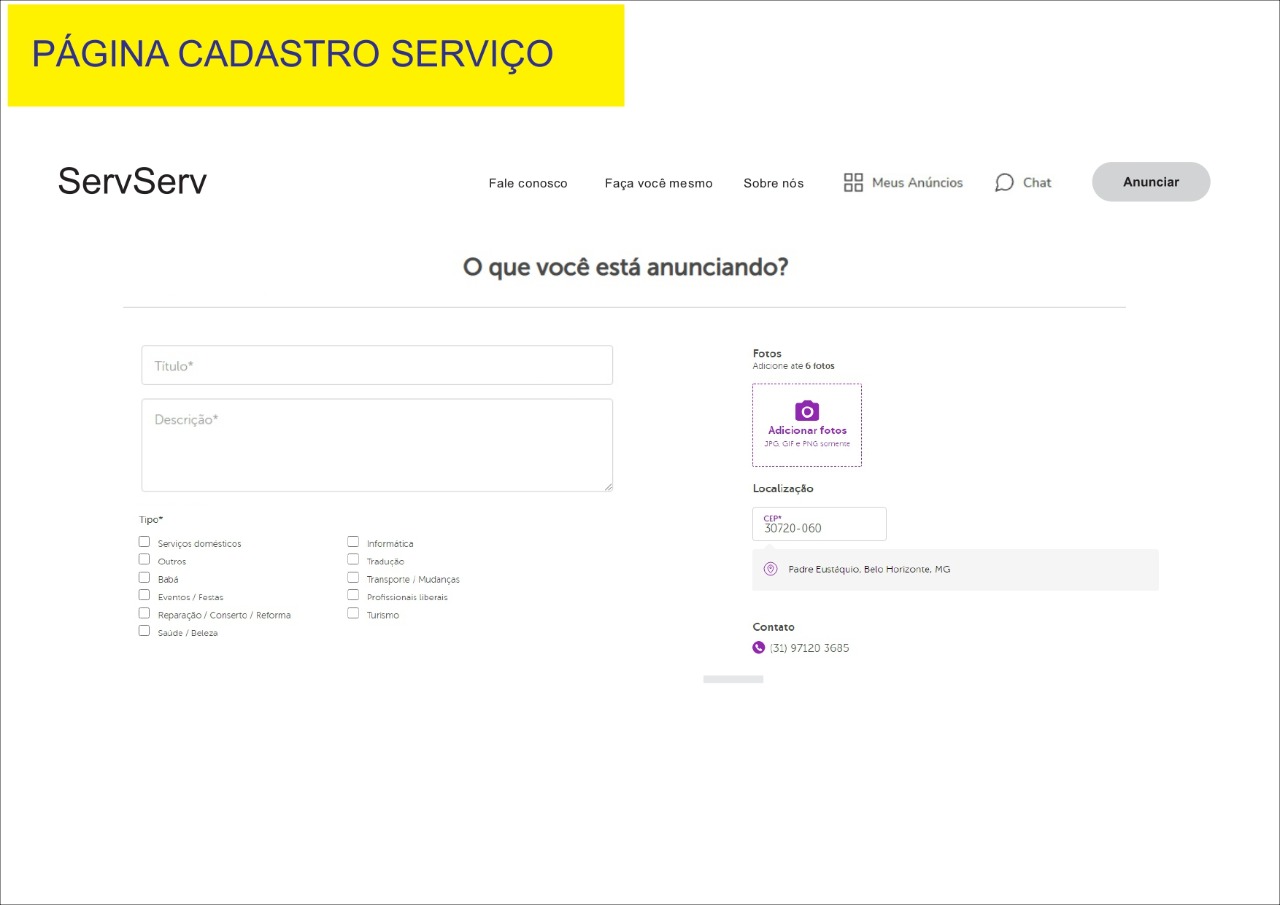 PÁGINA CADASTRO SERVIÇO
ServServ
Fale conosco
Faça você mesmo
Sobre nós
Meus Anúncios
Chat
Anunciar
O que você está anunciando?
Título*
Descrição*
Tipo*
Serviços domésticos
Outros
Babá
Eventos / Festas
Reparação / Conserto / Reforma
Saúde / Beleza
Informática
Tradução
Transporte / Mudanças
Profissionais liberais
Turismo
Fotos
Adicione até 6 fotos
Adicionar fotos
JPG, GIF e PNG somente
Localização
CEP*
30720-060
Padre Eustáquio, Belo Horizonte, MG
Contato
(31) 97120 3685